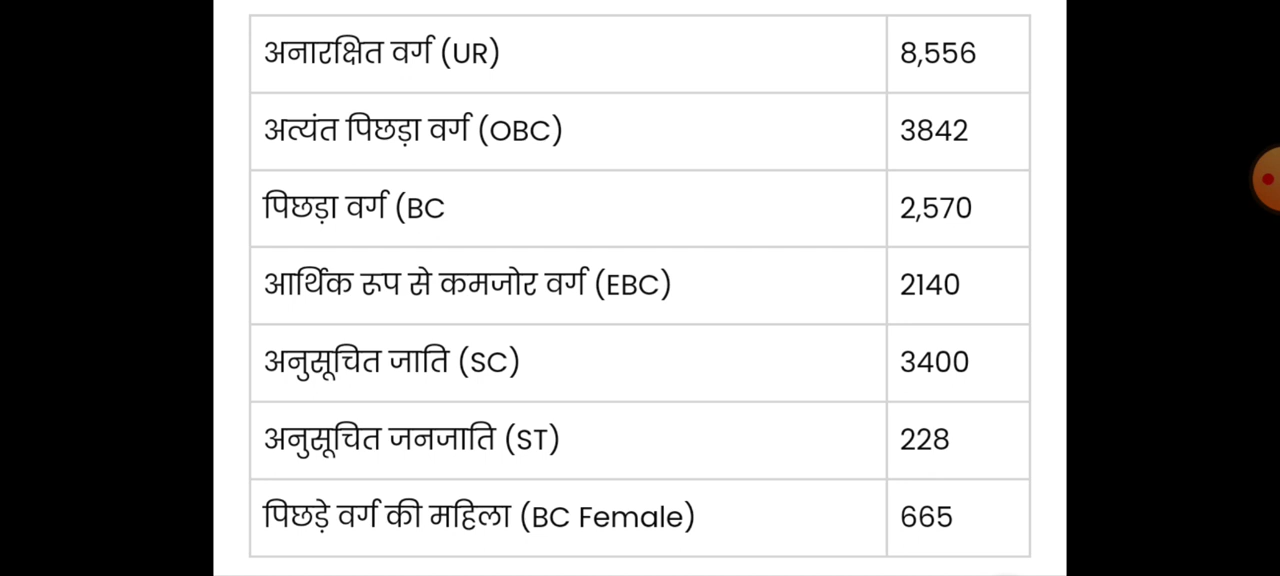 अनारक्षित वर्ग (UR) 8,556
अत्यंत पिछड़ा वर्ग (OBC) 3842
पिछड़ा वर्ग (BC 2,570
आर्थिक रूप से कमजोर वर्ग (EBC) 2140
अनुसूचित जाति (SC) 3400
अनुसूचित जनजाति (ST) 228
पिछड़े वर्ग की महिला (BC Female) 665